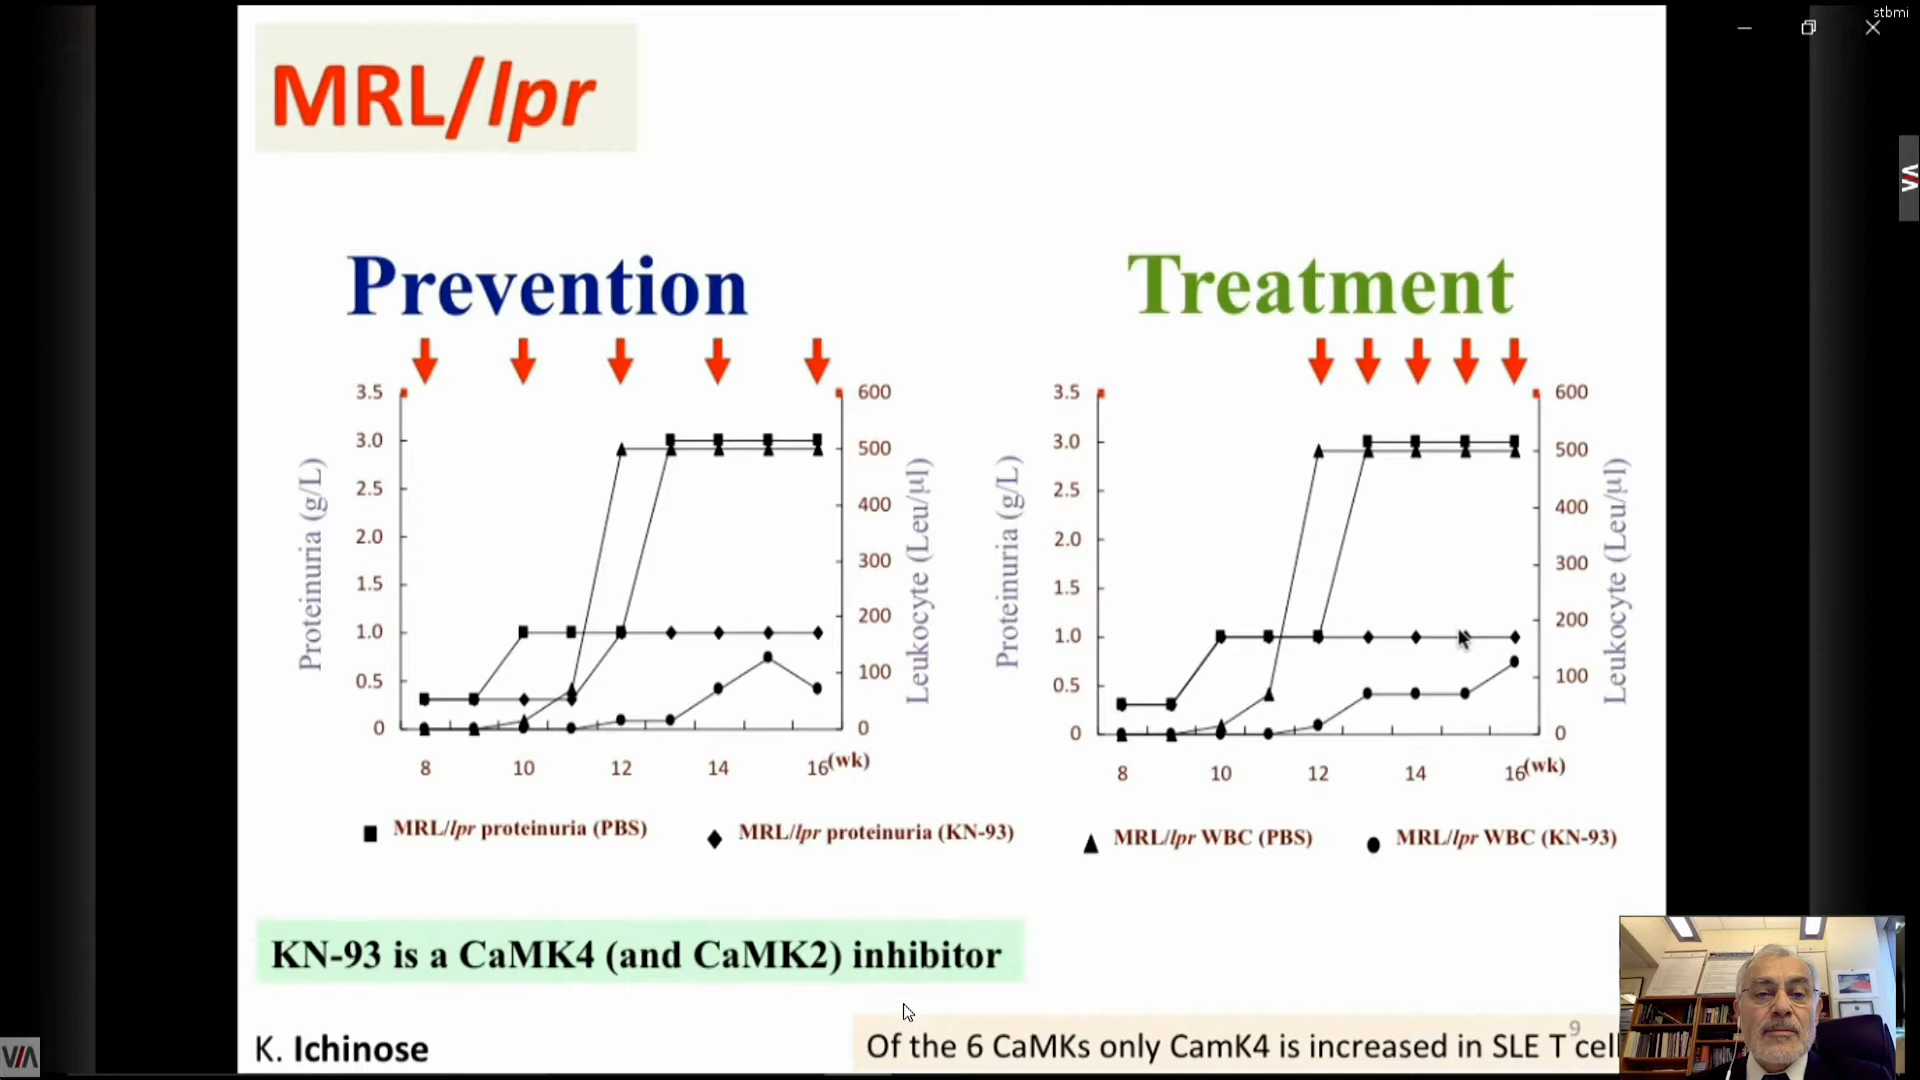 stbmi
MRL/lpr
Prevention
Treatment
3.5
3.0
2.5
2.0
1.5
1.0
0.5
0
Proteinuria (g/L)
600
500
400
300
200
100
0
Leukocyte (Leu/µl)
8 10 12 14 16(wk)
3.5
3.0
2.5
2.0
1.5
1.0
0.5
0
Proteinuria (g/L)
600
500
400
300
200
100
0
Leukocyte (Leu/µl)
8 10 12 14 16(wk)
MRL/lpr proteinuria (PBS)
MRL/lpr proteinuria (KN-93)
MRL/lpr WBC (PBS)
MRL/lpr WBC (KN-93)
KN-93 is a CaMK4 (and CaMK2) inhibitor
K. Ichinose
9
Of the 6 CaMKs only CamK4 is increased in SLE T cell